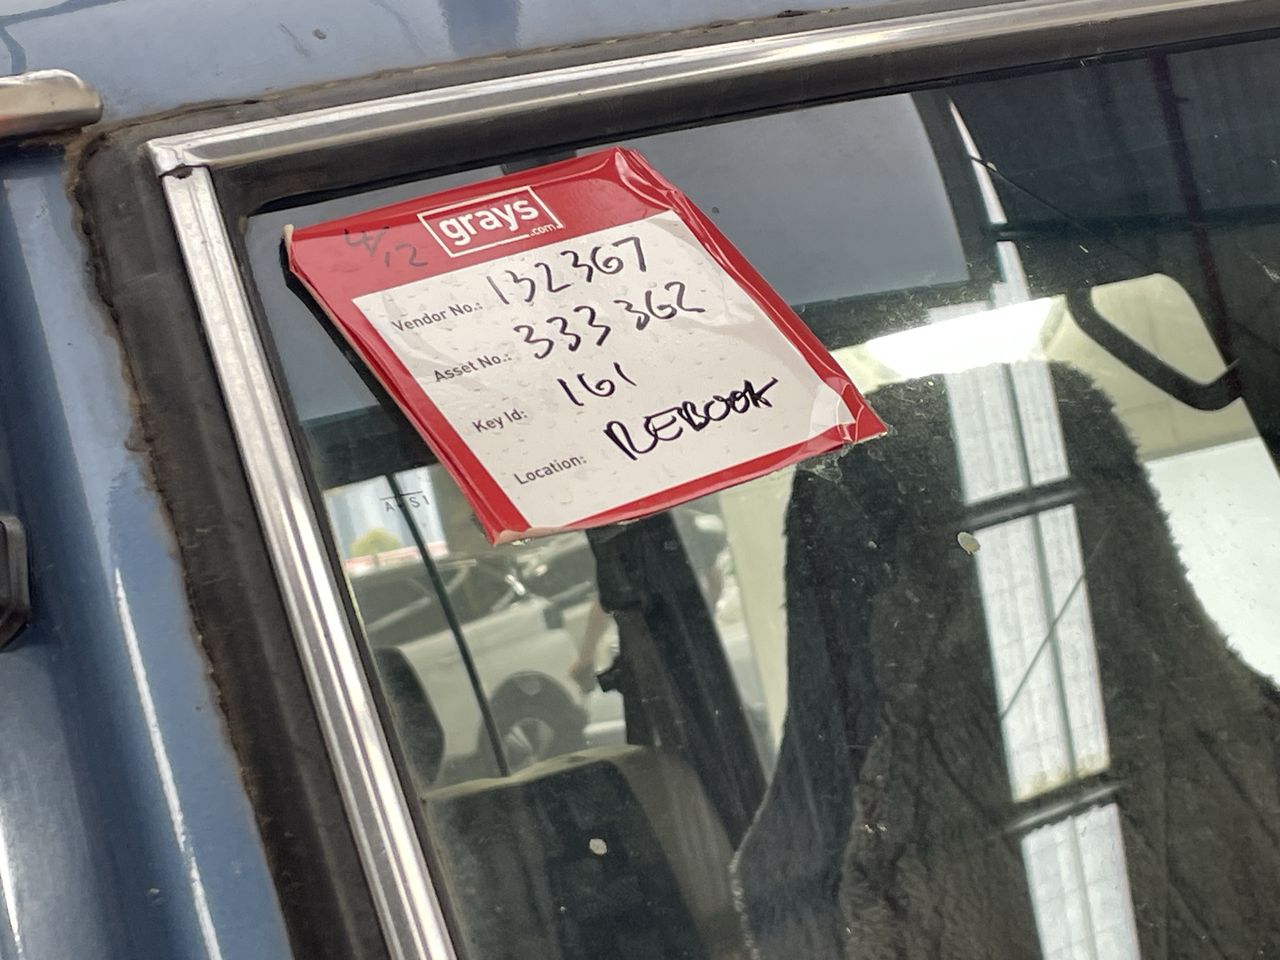 grays
.com
4/12
Vendor No.: 132367
Asset No.: 333362
Key Id: 161
Location: REBOOK